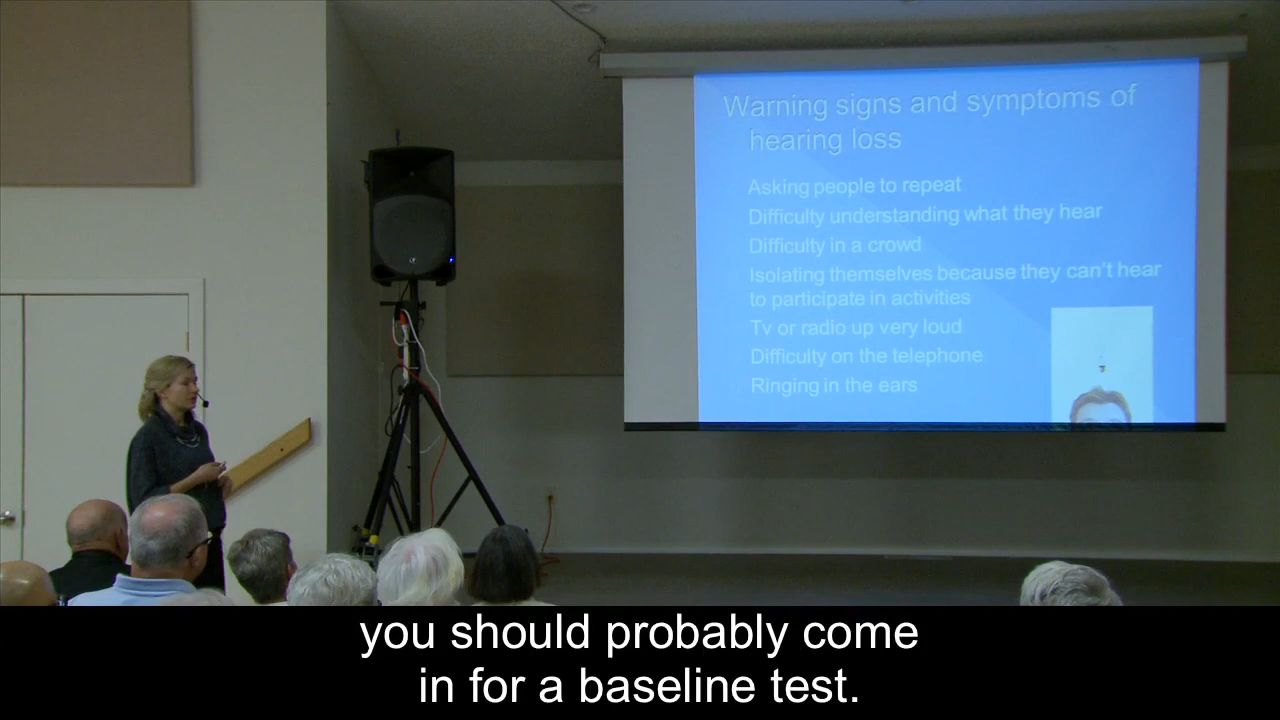 Warning signs and symptoms of
hearing loss
Asking people to repeat
Difficulty understanding what they hear
Difficulty in a crowd
Isolating themselves because they can't hear
to participate in activities
Tv or radio up very loud
Difficulty on the telephone
Ringing in the ears
you should probably come
in for a baseline test.